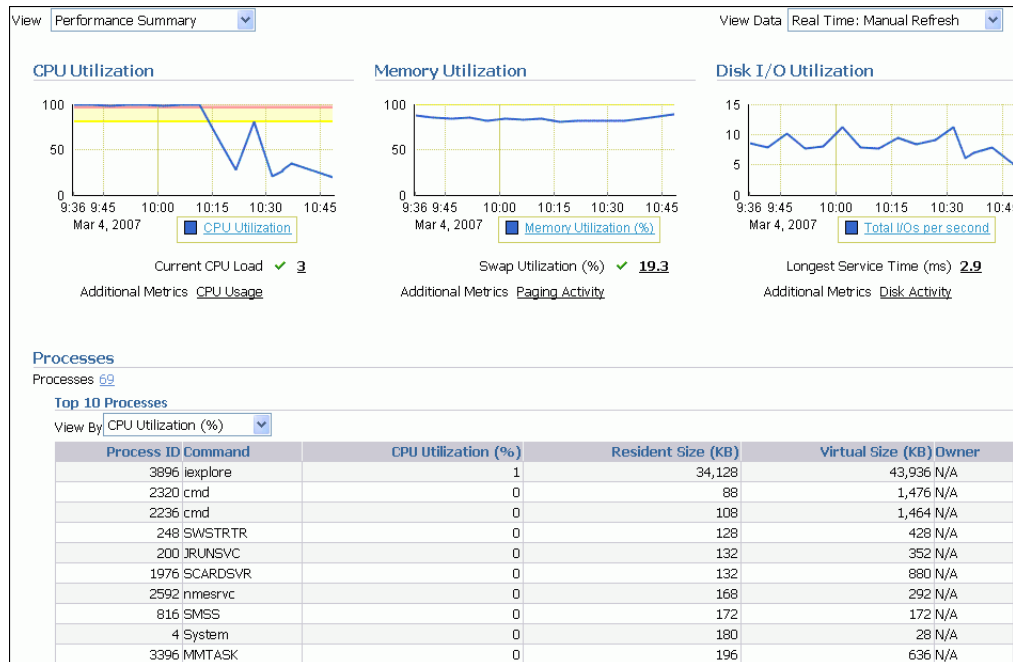 View Performance Summary View Data Real Time: Manual Refresh
CPU Utilization Memory Utilization Disk I/O Utilization
100
50
0
9:36 9:45 10:00 10:15 10:30 10:45
Mar 4, 2007
CPU Utilization
100
50
0
9:36 9:45 10:00 10:15 10:30 10:45
Mar 4, 2007
Memory Utilization (%)
15
10
5
0
9:36 9:45 10:00 10:15 10:30
Mar 4, 2007
Total I/Os per second
Current CPU Load 3 Swap Utilization (%) 19.3 Longest Service Time (ms) 2.9
Additional Metrics CPU Usage Additional Metrics Paging Activity Additional Metrics Disk Activity
Processes
Processes 69
Top 10 Processes
View By CPU Utilization (%)
Process ID Command CPU Utilization (%) Resident Size (KB) Virtual Size (KB) Owner
3896 iexplore 1 34,128 43,936 N/A
2320 cmd 0 88 1,476 N/A
2236 cmd 0 108 1,464 N/A
248 SWSTRTR 0 128 428 N/A
200 JRUNSVC 0 132 352 N/A
1976 SCARDSVR 0 132 880 N/A
2592 nmesrvc 0 168 292 N/A
816 SMSS 0 172 172 N/A
4 System 0 180 28 N/A
3396 MMTASK 0 196 636 N/A